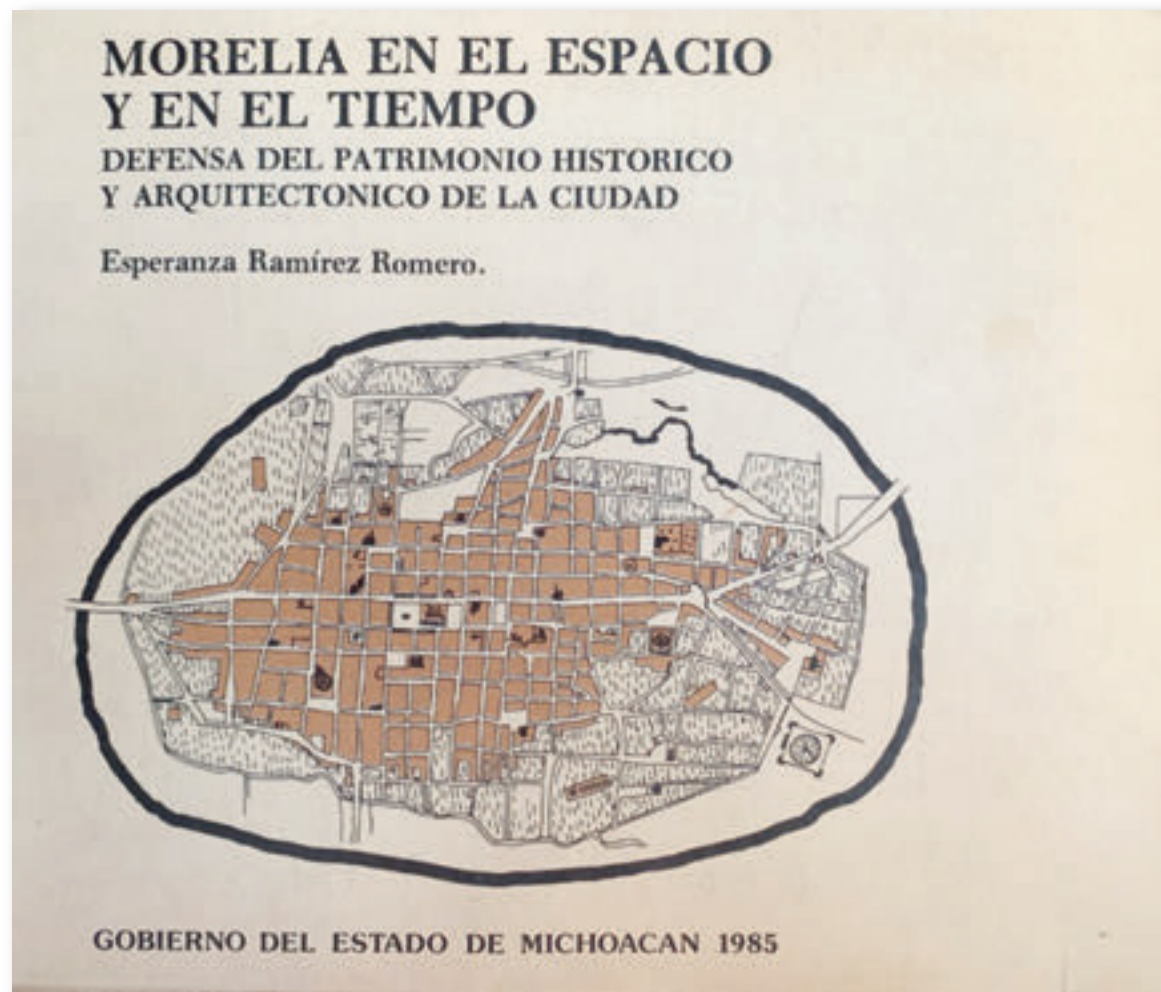 MORELIA EN EL ESPACIO
Y EN EL TIEMPO
DEFENSA DEL PATRIMONIO HISTORICO
Y ARQUITECTONICO DE LA CIUDAD
Esperanza Ramírez Romero.
GOBIERNO DEL ESTADO DE MICHOACAN 1985